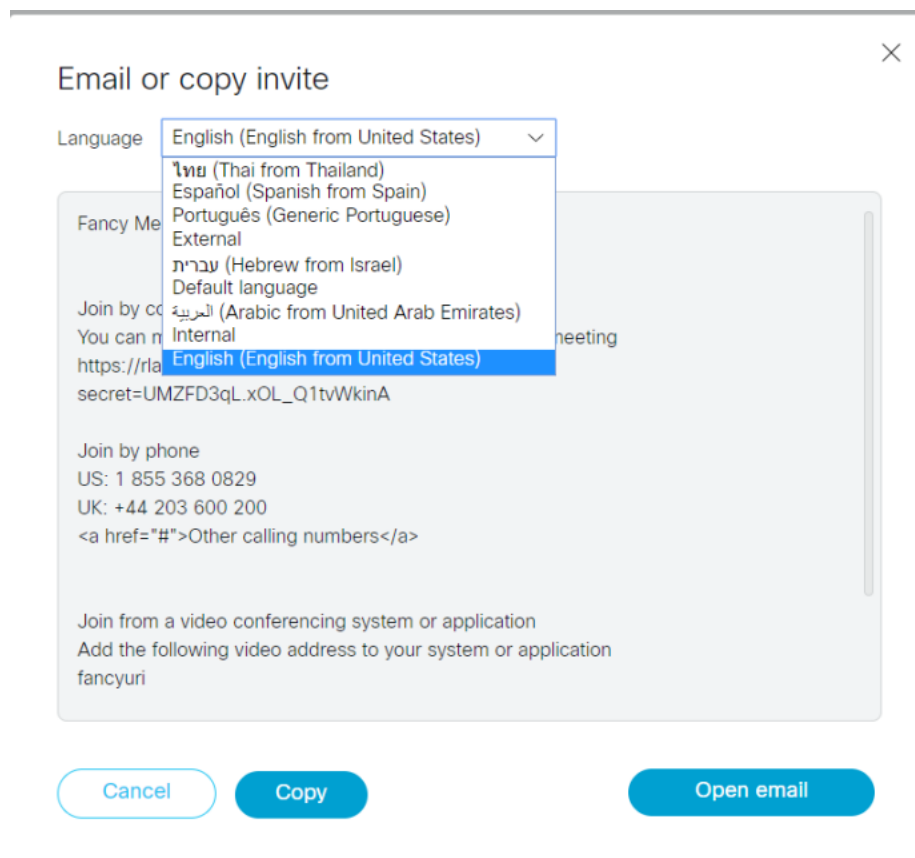 Email or copy invite
Language English (English from United States)
ไทย (Thai from Thailand)
Español (Spanish from Spain)
Português (Generic Portuguese)
External
עברית (Hebrew from Israel)
Default language
العربية (Arabic from United Arab Emirates)
Internal
English (English from United States)
Fancy Me
Join by co
You can m
neeting
https://rla
secret=UMZFD3qL.xOL_Q1tvWkinA
Join by phone
US: 1 855 368 0829
UK: +44 203 600 200
<a href="#">Other calling numbers</a>
Join from a video conferencing system or application
Add the following video address to your system or application
fancyuri
Cancel
Copy
Open email